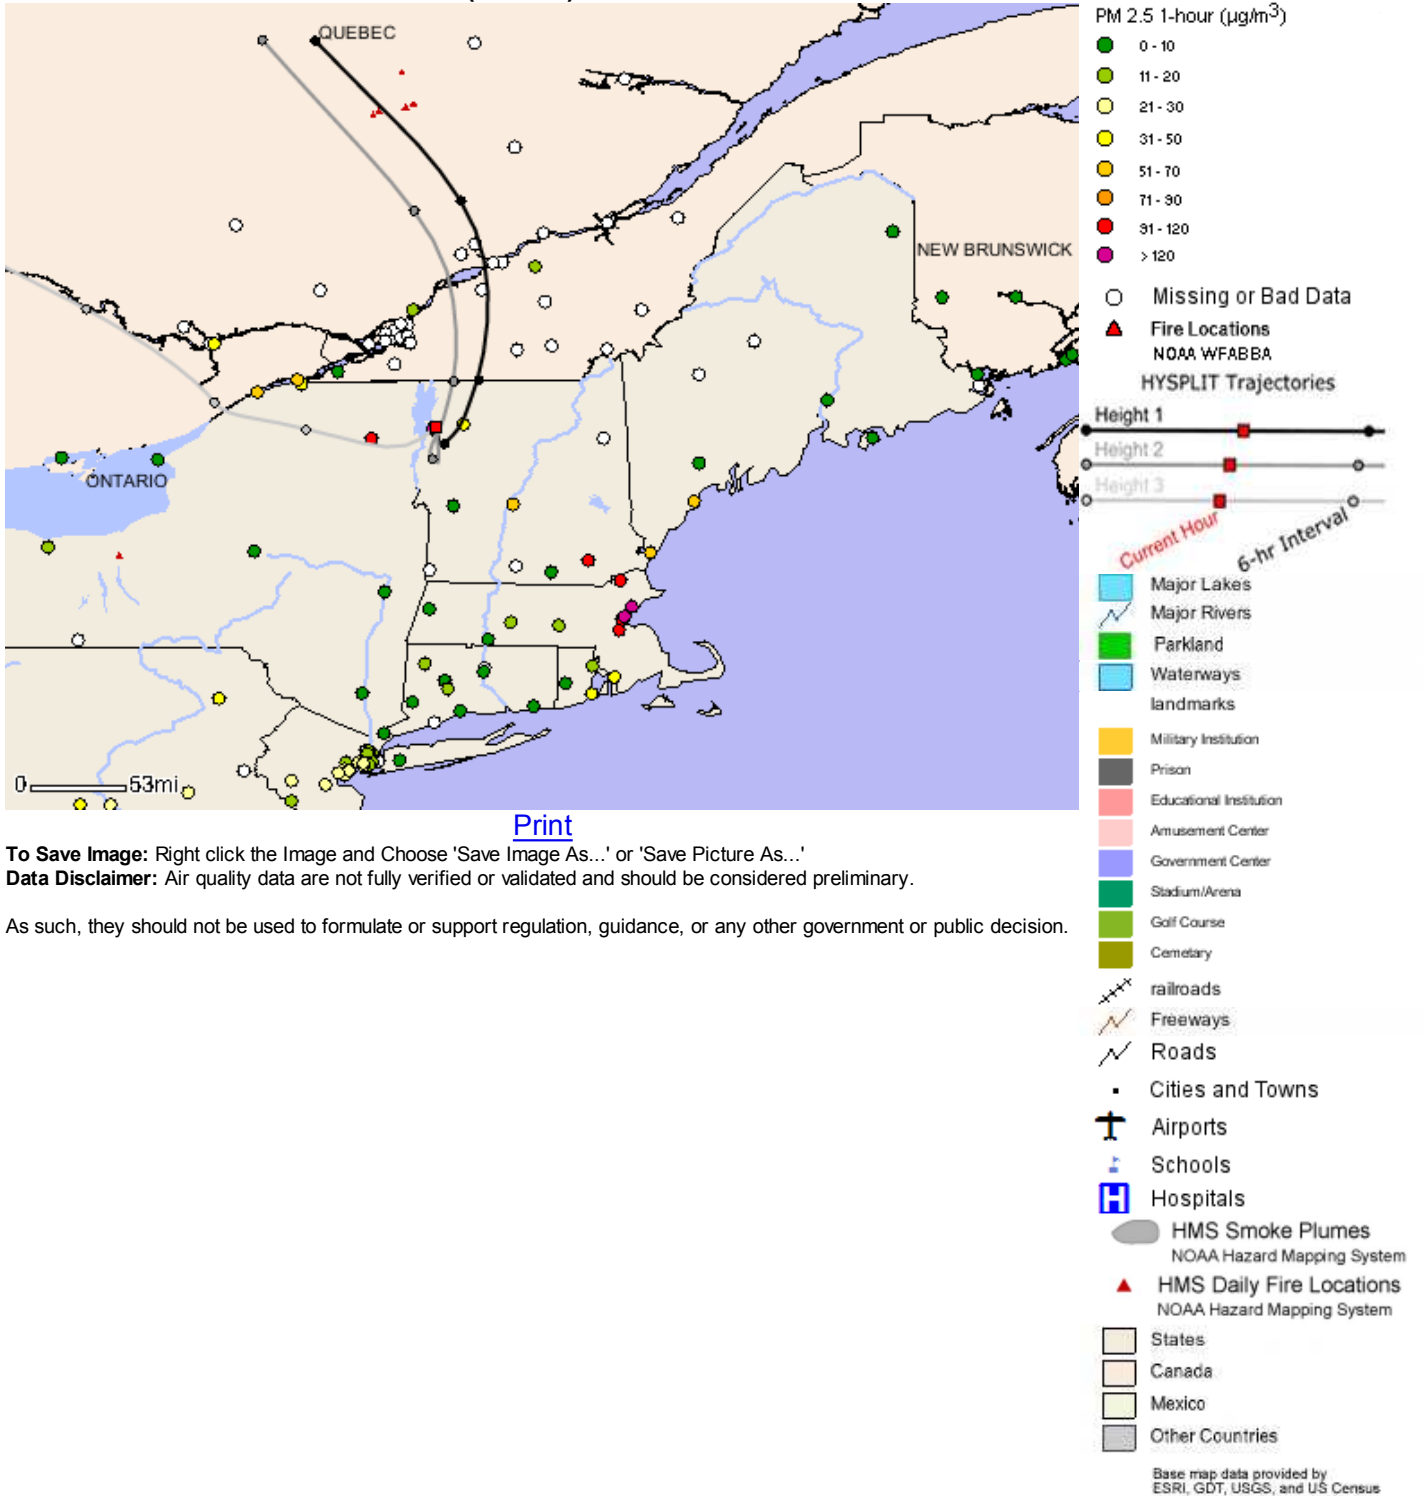 QUEBEC
NEW BRUNSWICK
ONTARIO
0 53mi
Print
To Save Image: Right click the Image and Choose 'Save Image As...' or 'Save Picture As...'
Data Disclaimer: Air quality data are not fully verified or validated and should be considered preliminary.
As such, they should not be used to formulate or support regulation, guidance, or any other government or public decision.
PM 2.5 1-hour (µg/m³)
0 - 10
11 - 20
21 - 30
31 - 50
51 - 70
71 - 90
91 - 120
> 120
Missing or Bad Data
Fire Locations
NOAA WFABBA
HYSPLIT Trajectories
Height 1
Height 2
Height 3
Current Hour
6-hr Interval
Major Lakes
Major Rivers
Parkland
Waterways
landmarks
Military Institution
Prison
Educational Institution
Amusement Center
Government Center
Stadium/Arena
Golf Course
Cemetary
railroads
Freeways
Roads
Cities and Towns
Airports
Schools
H Hospitals
HMS Smoke Plumes
NOAA Hazard Mapping System
HMS Daily Fire Locations
NOAA Hazard Mapping System
States
Canada
Mexico
Other Countries
Base map data provided by
ESRI, GDT, USGS, and US Census